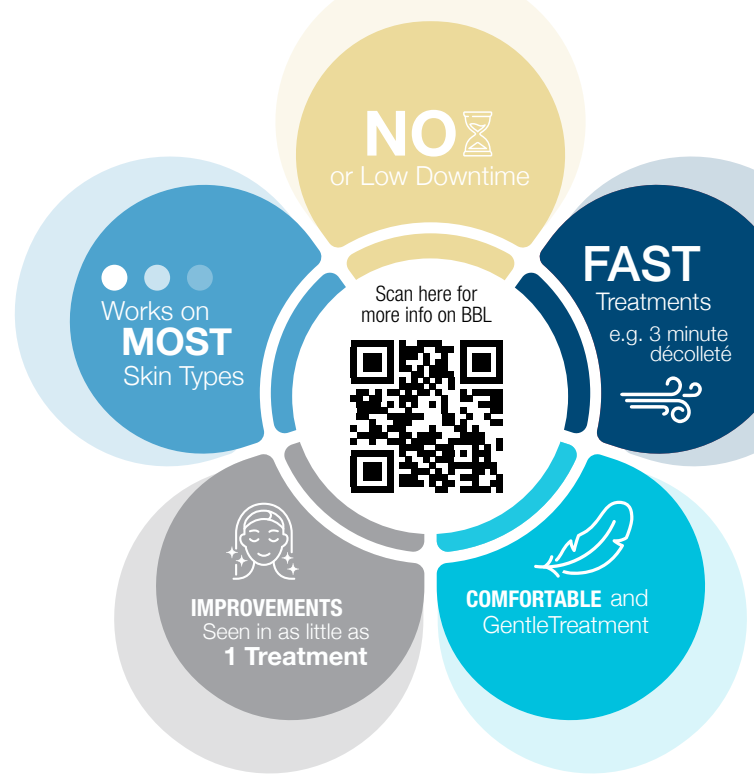 NO
or Low Downtime
FAST
Treatments
e.g. 3 minute
décolleté
Works on
MOST
Skin Types
Scan here for
more info on BBL
IMPROVEMENTS
Seen in as little as
1 Treatment
COMFORTABLE and
GentleTreatment